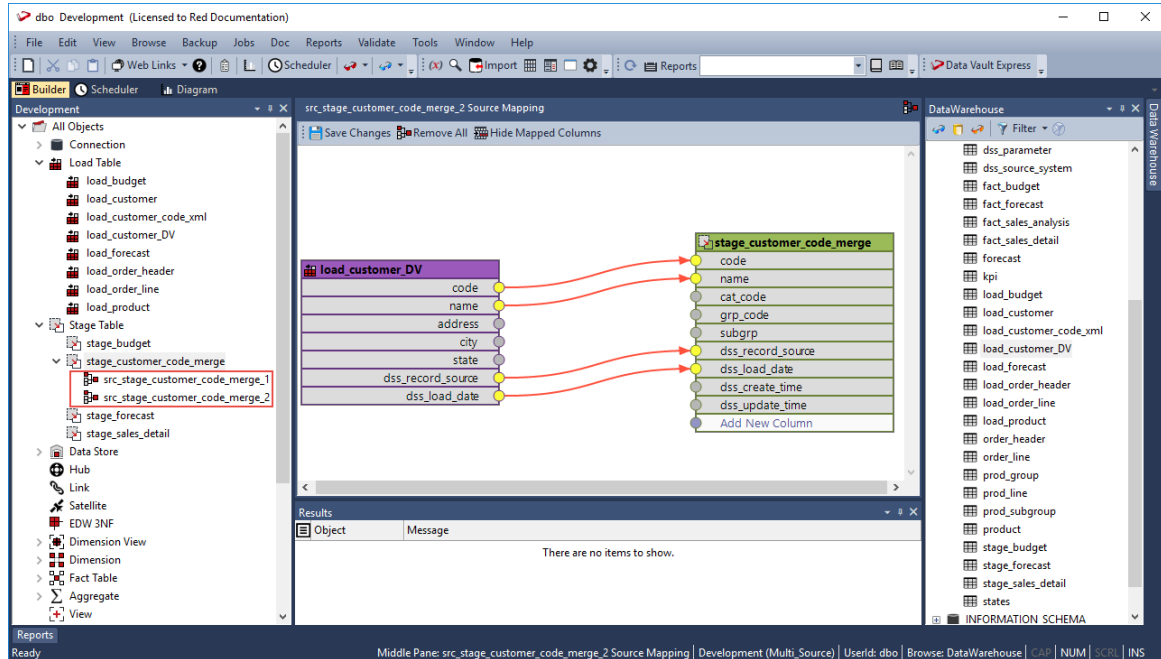 dbo Development (Licensed to Red Documentation)
File Edit View Browse Backup Jobs Doc Reports Validate Tools Window Help
Web Links Scheduler (x) Import Reports Data Vault Express
Builder Scheduler Diagram
Development
All Objects
Connection
Load Table
load_budget
load_customer
load_customer_code_xml
load_customer_DV
load_forecast
load_order_header
load_order_line
load_product
Stage Table
stage_budget
stage_customer_code_merge
src_stage_customer_code_merge_1
src_stage_customer_code_merge_2
stage_forecast
stage_sales_detail
Data Store
Hub
Link
Satellite
EDW 3NF
Dimension View
Dimension
Fact Table
Aggregate
View
src_stage_customer_code_merge_2 Source Mapping
Save Changes Remove All Hide Mapped Columns
load_customer_DV
code
name
address
city
state
dss_record_source
dss_load_date
stage_customer_code_merge
code
name
cat_code
grp_code
subgrp
dss_record_source
dss_load_date
dss_create_time
dss_update_time
Add New Column
Results
Object Message
There are no items to show.
DataWarehouse
Filter
dss_parameter
dss_source_system
fact_budget
fact_forecast
fact_sales_analysis
fact_sales_detail
forecast
kpi
load_budget
load_customer
load_customer_code_xml
load_customer_DV
load_forecast
load_order_header
load_order_line
load_product
order_header
order_line
prod_group
prod_line
prod_subgroup
product
stage_budget
stage_forecast
stage_sales_detail
states
INFORMATION SCHEMA
Data Warehouse
Reports
Ready Middle Pane: src_stage_customer_code_merge_2 Source Mapping Development (Multi_Source) UserId: dbo Browse: DataWarehouse CAP NUM SCRL INS